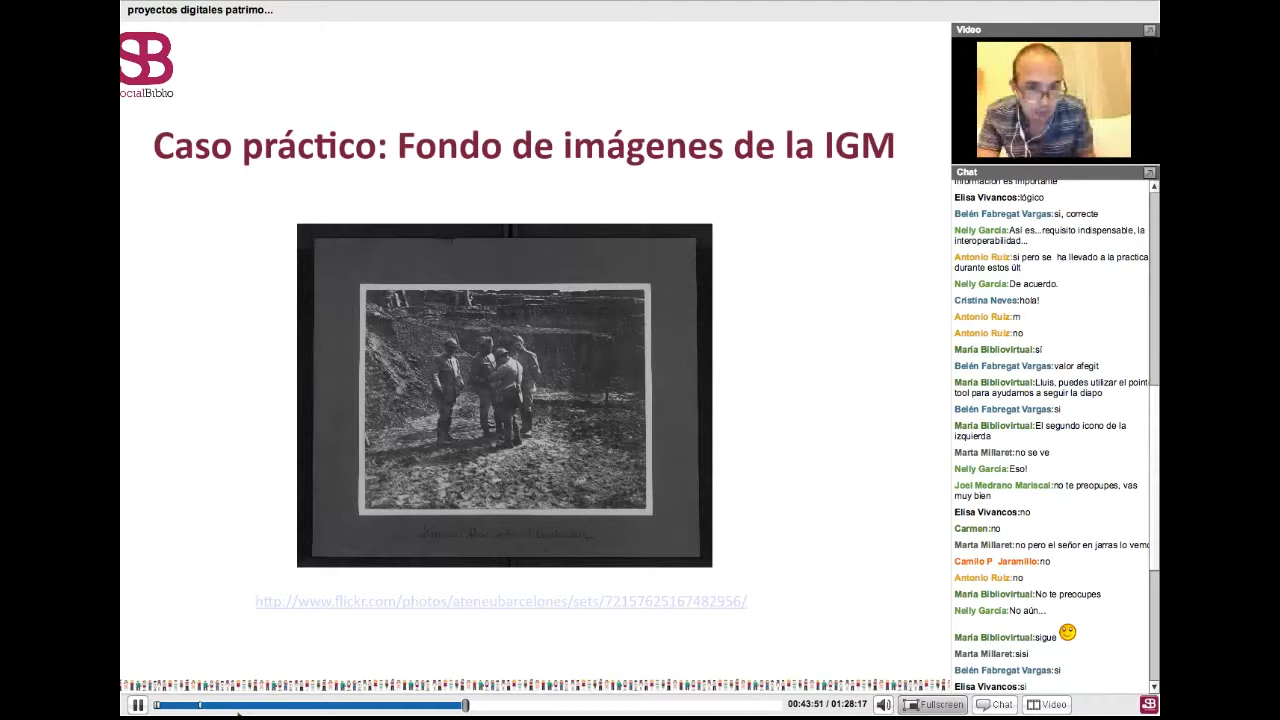 proyectos digitales patrimo...
SB
ocialBiblio
Caso práctico: Fondo de imágenes de la IGM
http://www.flickr.com/photos/ateneubarcelones/sets/72157625167482956/
Video
Chat
información es importante
Elisa Vivancos:lógico
Belén Fabregat Vargas:si, correcte
Nelly García:Así es...requisito indispensable, la
interoperabilidad...
Antonio Ruiz:si pero se ha llevado a la practica
durante estos últ
Nelly García:De acuerdo.
Cristina Neves:hola!
Antonio Ruiz:m
Antonio Ruiz:no
María Bibliovirtual:sí
Belén Fabregat Vargas:valor afegit
María Bibliovirtual:Lluis, puedes utilizar el point
tool para ayudarnos a seguir la diapo
Belén Fabregat Vargas:si
María Bibliovirtual:El segundo icono de la
izquierda
Marta Millaret:no se ve
Nelly García:Eso!
Joel Medrano Mariscal:no te preopupes, vas
muy bien
Elisa Vivancos:no
Carmen:no
Marta Millaret:no pero el señor en jarras lo vemo
Camilo P Jaramillo:no
Antonio Ruiz:no
María Bibliovirtual:No te preocupes
Nelly García:No aún...
María Bibliovirtual:sigue
Marta Millaret:sisi
Belén Fabregat Vargas:si
Elisa Vivancos:si
00:43:51 / 01:28:17
Fullscreen
Chat
Video
SB